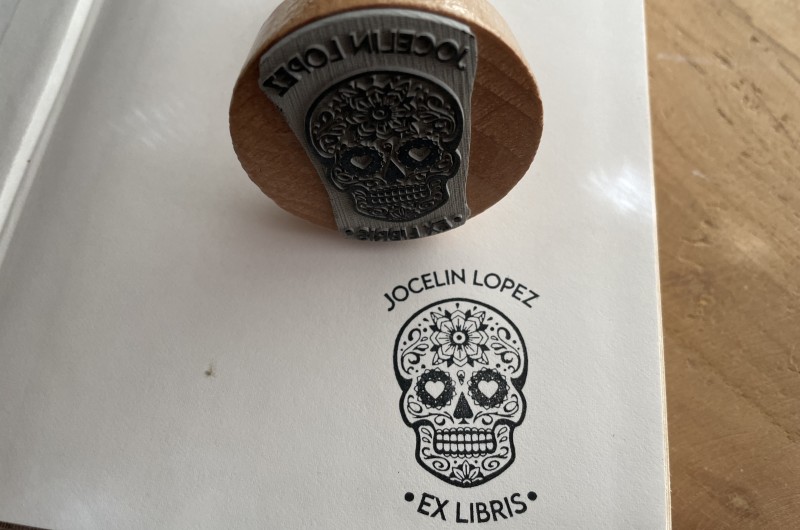 JOCELIN LOPEZ
EX LIBRIS
JOCELIN LOPEZ
• EX LIBRIS •